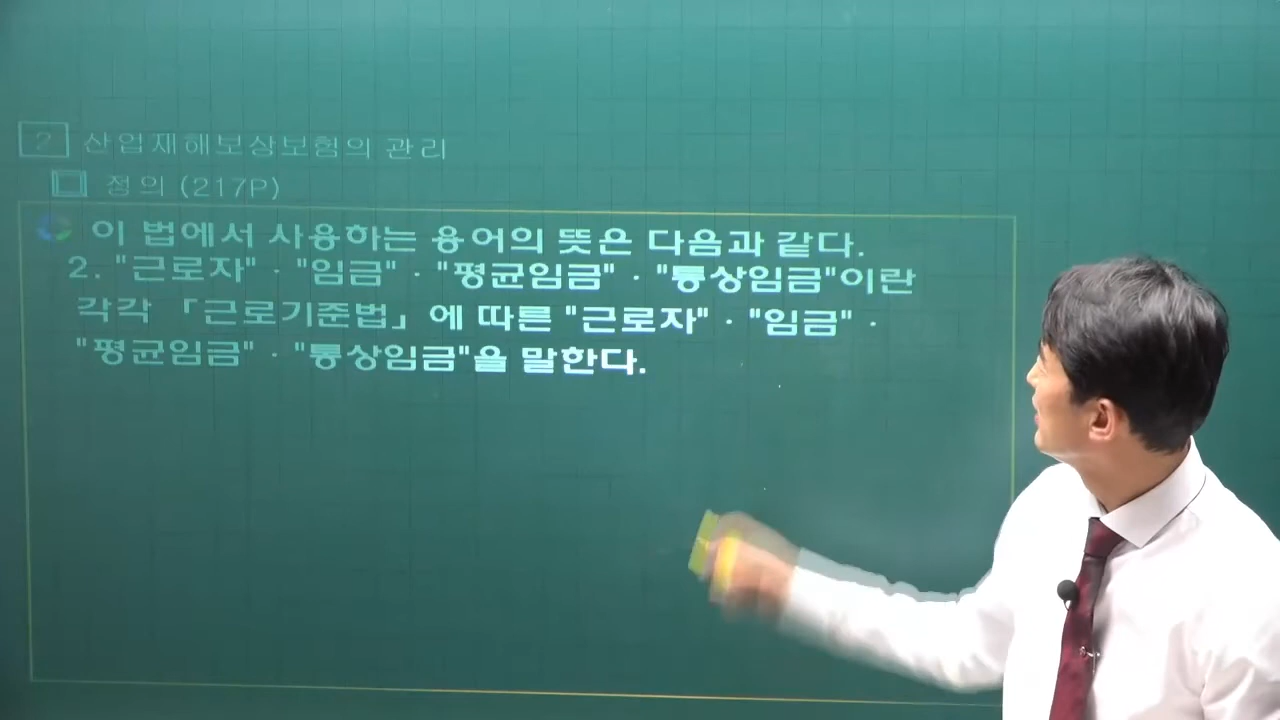 2 산업재해보상보험의 관리
정의 (217P)
이 법에서 사용하는 용어의 뜻은 다음과 같다.
2. "근로자" · "임금" · "평균임금" · "통상임금"이란
각각 「근로기준법」에 따른 "근로자" · "임금" ·
"평균임금" · "통상임금"을 말한다.